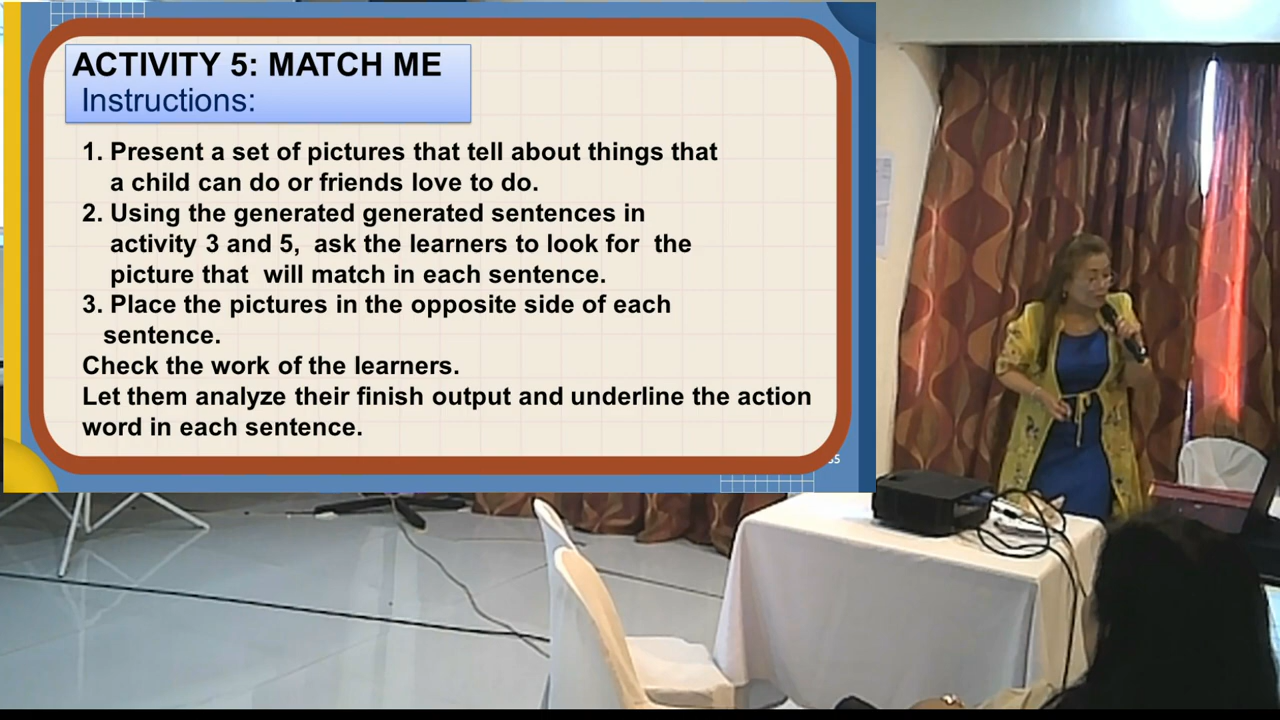 ACTIVITY 5: MATCH ME
Instructions:
1. Present a set of pictures that tell about things that
a child can do or friends love to do.
2. Using the generated generated sentences in
activity 3 and 5, ask the learners to look for the
picture that will match in each sentence.
3. Place the pictures in the opposite side of each
sentence.
Check the work of the learners.
Let them analyze their finish output and underline the action
word in each sentence.